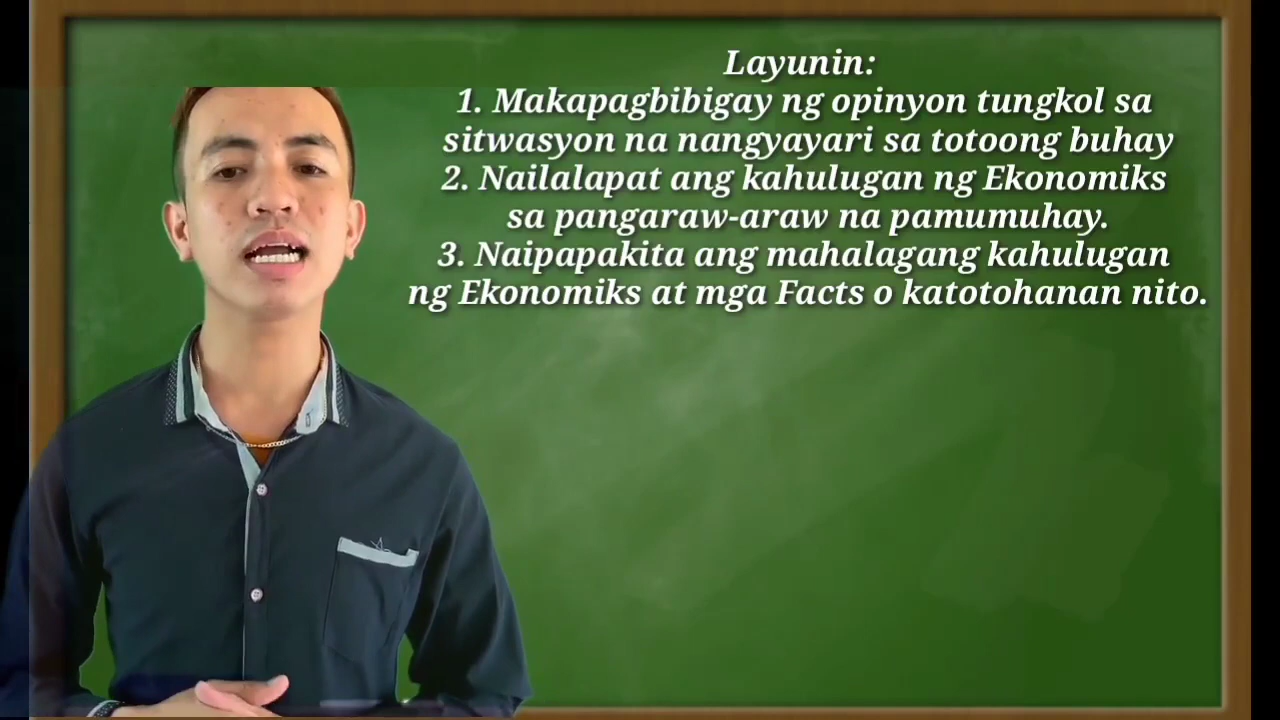 Layunin:
1. Makapagbibigay ng opinyon tungkol sa
sitwasyon na nangyayari sa totoong buhay
2. Nailalapat ang kahulugan ng Ekonomiks
sa pangaraw-araw na pamumuhay.
3. Naipapakita ang mahalagang kahulugan
ng Ekonomiks at mga Facts o katotohanan nito.